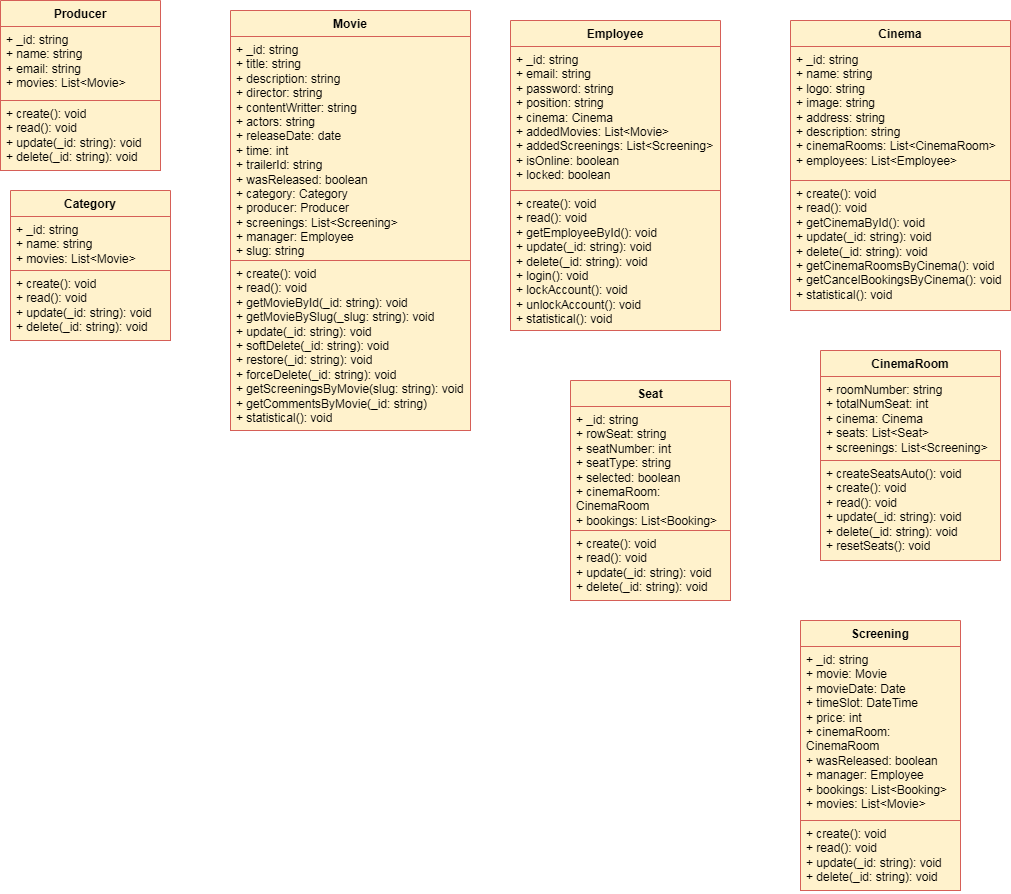 Producer
+ _id: string
+ name: string
+ email: string
+ movies: List<Movie>
+ create(): void
+ read(): void
+ update(_id: string): void
+ delete(_id: string): void
Category
+ _id: string
+ name: string
+ movies: List<Movie>
+ create(): void
+ read(): void
+ update(_id: string): void
+ delete(_id: string): void
Movie
+ _id: string
+ title: string
+ description: string
+ director: string
+ contentWritter: string
+ actors: string
+ releaseDate: date
+ time: int
+ trailerId: string
+ wasReleased: boolean
+ category: Category
+ producer: Producer
+ screenings: List<Screening>
+ manager: Employee
+ slug: string
+ create(): void
+ read(): void
+ getMovieById(_id: string): void
+ getMovieBySlug(_slug: string): void
+ update(_id: string): void
+ softDelete(_id: string): void
+ restore(_id: string): void
+ forceDelete(_id: string): void
+ getScreeningsByMovie(slug: string): void
+ getCommentsByMovie(_id: string)
+ statistical(): void
Employee
+ _id: string
+ email: string
+ password: string
+ position: string
+ cinema: Cinema
+ addedMovies: List<Movie>
+ addedScreenings: List<Screening>
+ isOnline: boolean
+ locked: boolean
+ create(): void
+ read(): void
+ getEmployeeById(): void
+ update(_id: string): void
+ delete(_id: string): void
+ login(): void
+ lockAccount(): void
+ unlockAccount(): void
+ statistical(): void
Cinema
+ _id: string
+ name: string
+ logo: string
+ image: string
+ address: string
+ description: string
+ cinemaRooms: List<CinemaRoom>
+ employees: List<Employee>
+ create(): void
+ read(): void
+ getCinemaById(): void
+ update(_id: string): void
+ delete(_id: string): void
+ getCinemaRoomsByCinema(): void
+ getCancelBookingsByCinema(): void
+ statistical(): void
Seat
+ _id: string
+ rowSeat: string
+ seatNumber: int
+ seatType: string
+ selected: boolean
+ cinemaRoom:
CinemaRoom
+ bookings: List<Booking>
+ create(): void
+ read(): void
+ update(_id: string): void
+ delete(_id: string): void
CinemaRoom
+ roomNumber: string
+ totalNumSeat: int
+ cinema: Cinema
+ seats: List<Seat>
+ screenings: List<Screening>
+ createSeatsAuto(): void
+ create(): void
+ read(): void
+ update(_id: string): void
+ delete(_id: string): void
+ resetSeats(): void
Screening
+ _id: string
+ movie: Movie
+ movieDate: Date
+ timeSlot: DateTime
+ price: int
+ cinemaRoom:
CinemaRoom
+ wasReleased: boolean
+ manager: Employee
+ bookings: List<Booking>
+ movies: List<Movie>
+ create(): void
+ read(): void
+ update(_id: string): void
+ delete(_id: string): void